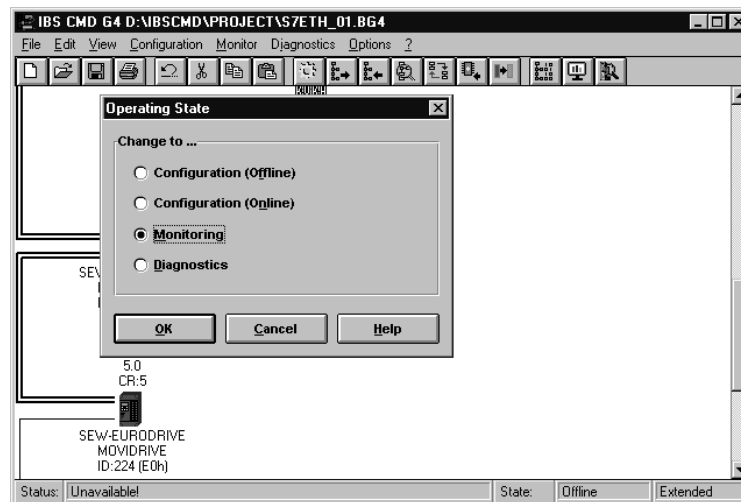 IBS CMD G4 D:\IBSCMD\PROJECT\S7ETH_01.BG4
File Edit View Configuration Monitor Diagnostics Options ?
Operating State
Change to ...
Configuration (Offline)
Configuration (Online)
Monitoring
Diagnostics
OK Cancel Help
5.0
CR:5
SEW-EURODRIVE
MOVIDRIVE
ID:224 (E0h)
Status: Unavailable! State: Offline Extended